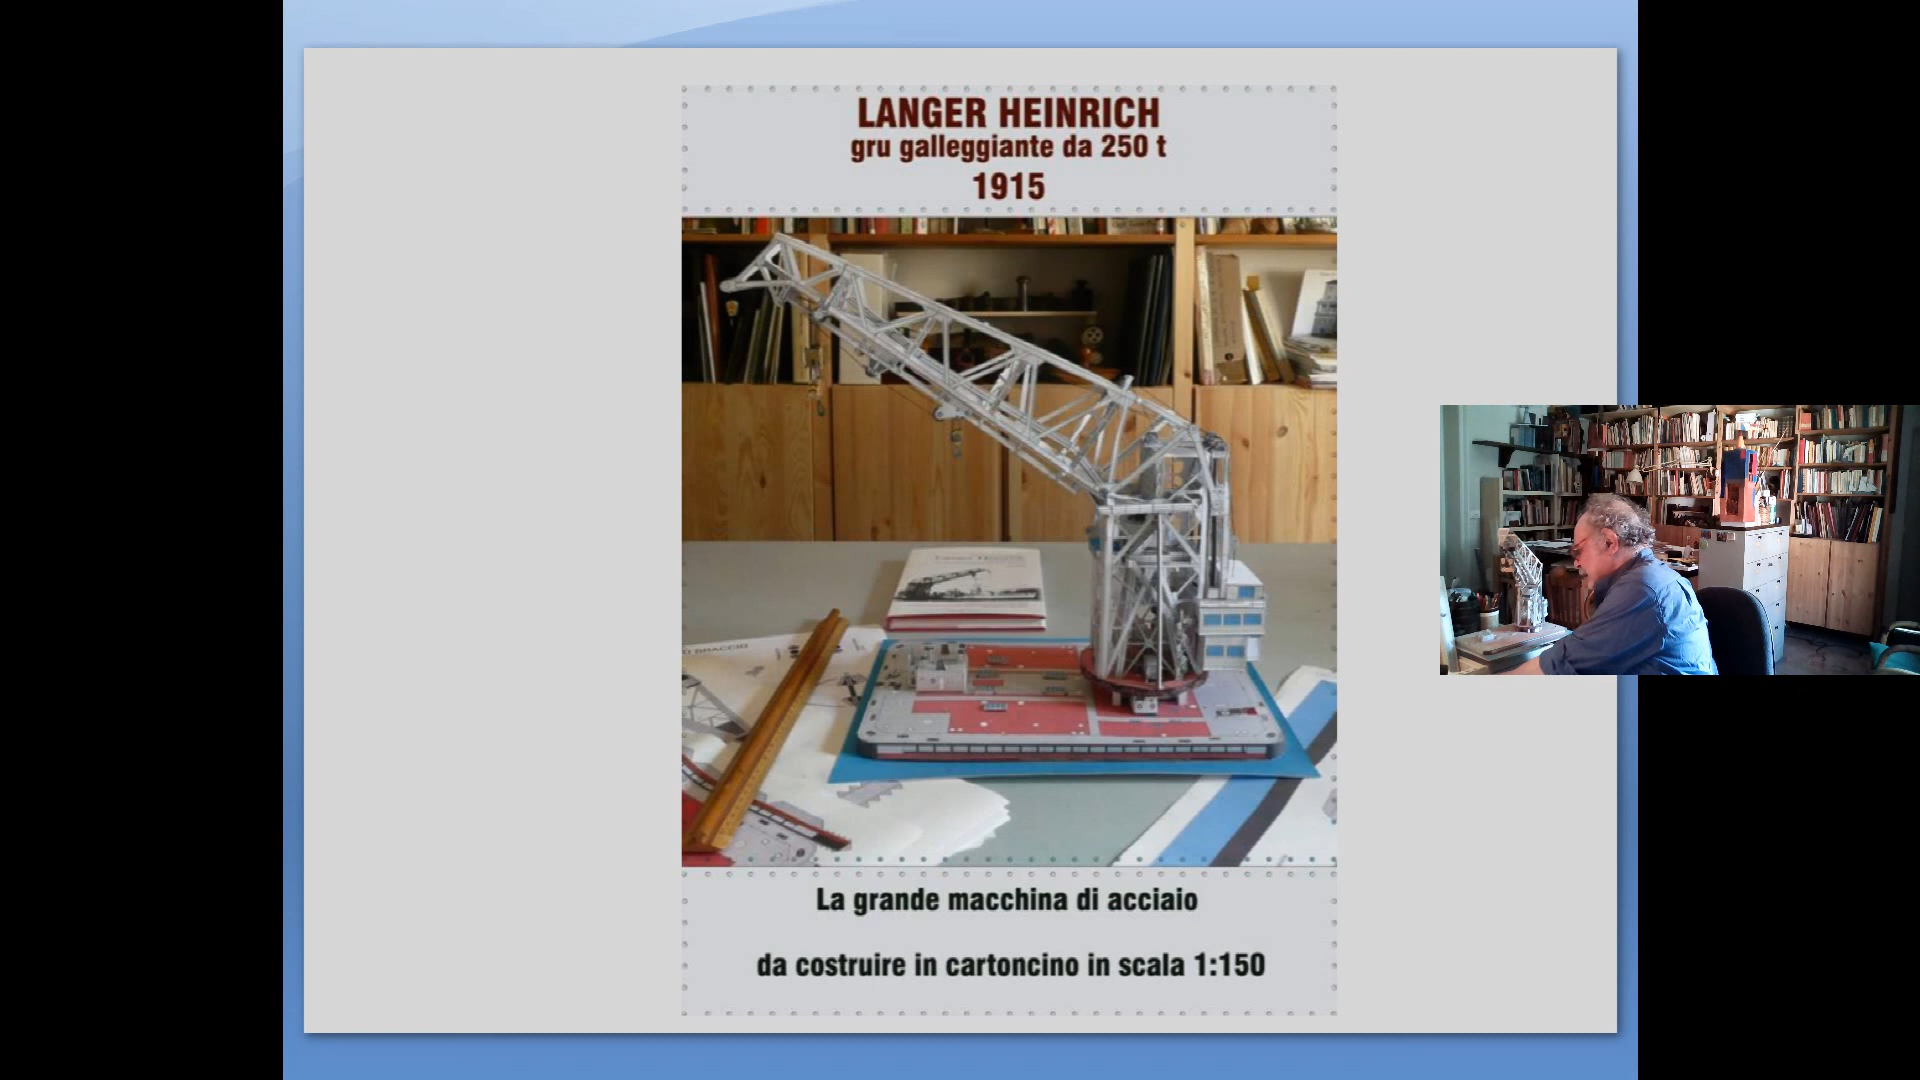 LANGER HEINRICH
gru galleggiante da 250 t
1915
La grande macchina di acciaio
da costruire in cartoncino in scala 1:150